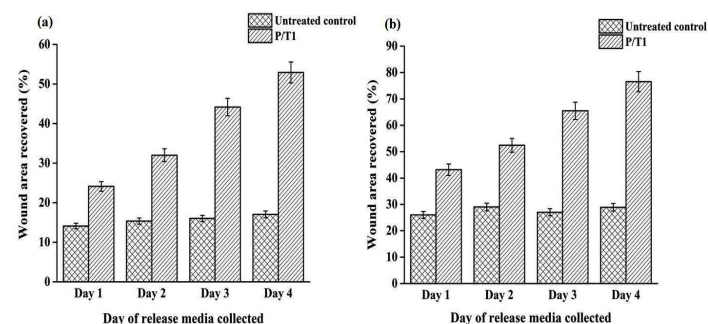 (a)
Untreated control
P/T1
Wound area recovered (%)
60
50
40
30
20
10
0
Day 1 Day 2 Day 3 Day 4
Day of release media collected
(b)
Untreated control
P/T1
Wound area recovered (%)
90
80
70
60
50
40
30
20
10
0
Day 1 Day 2 Day 3 Day 4
Day of release media collected